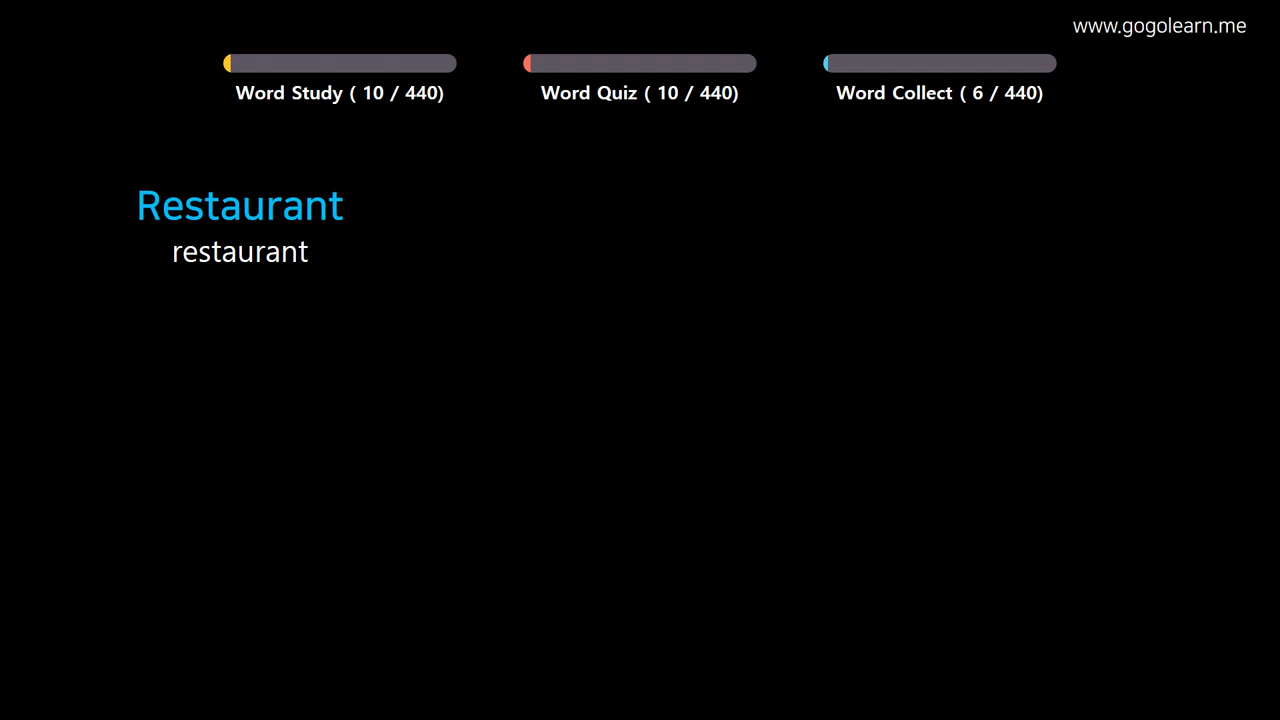 www.gogolearn.me
Word Study ( 10 / 440)
Word Quiz ( 10 / 440)
Word Collect ( 6 / 440)
Restaurant
restaurant